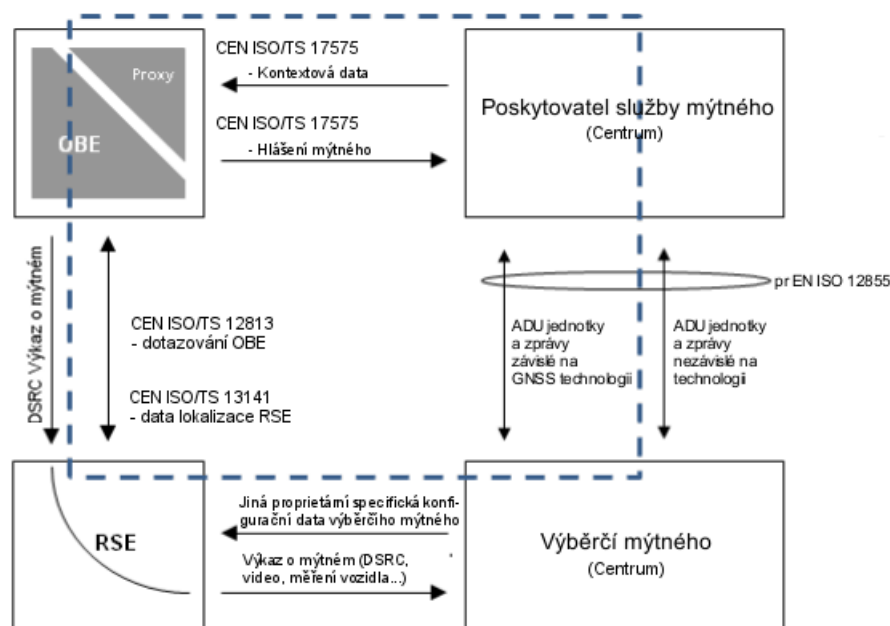 CEN ISO/TS 17575
- Kontextová data
CEN ISO/TS 17575
- Hlášení mýtného
Proxy
OBE
Poskytovatel služby mýtného
(Centrum)
DSRC Výkaz o mýtném
CEN ISO/TS 12813
- dotazování OBE
CEN ISO/TS 13141
- data lokalizace RSE
ADU jednotky
a zprávy
závislé na
GNSS technologii
ADU jednotky
a zprávy
nezávislé na
technologii
pr EN ISO 12855
RSE
Jiná proprietární specifická konfi-
gurační data výběrčího mýtného
Výkaz o mýtném (DSRC,
video, měření vozidla...)
Výběrčí mýtného
(Centrum)